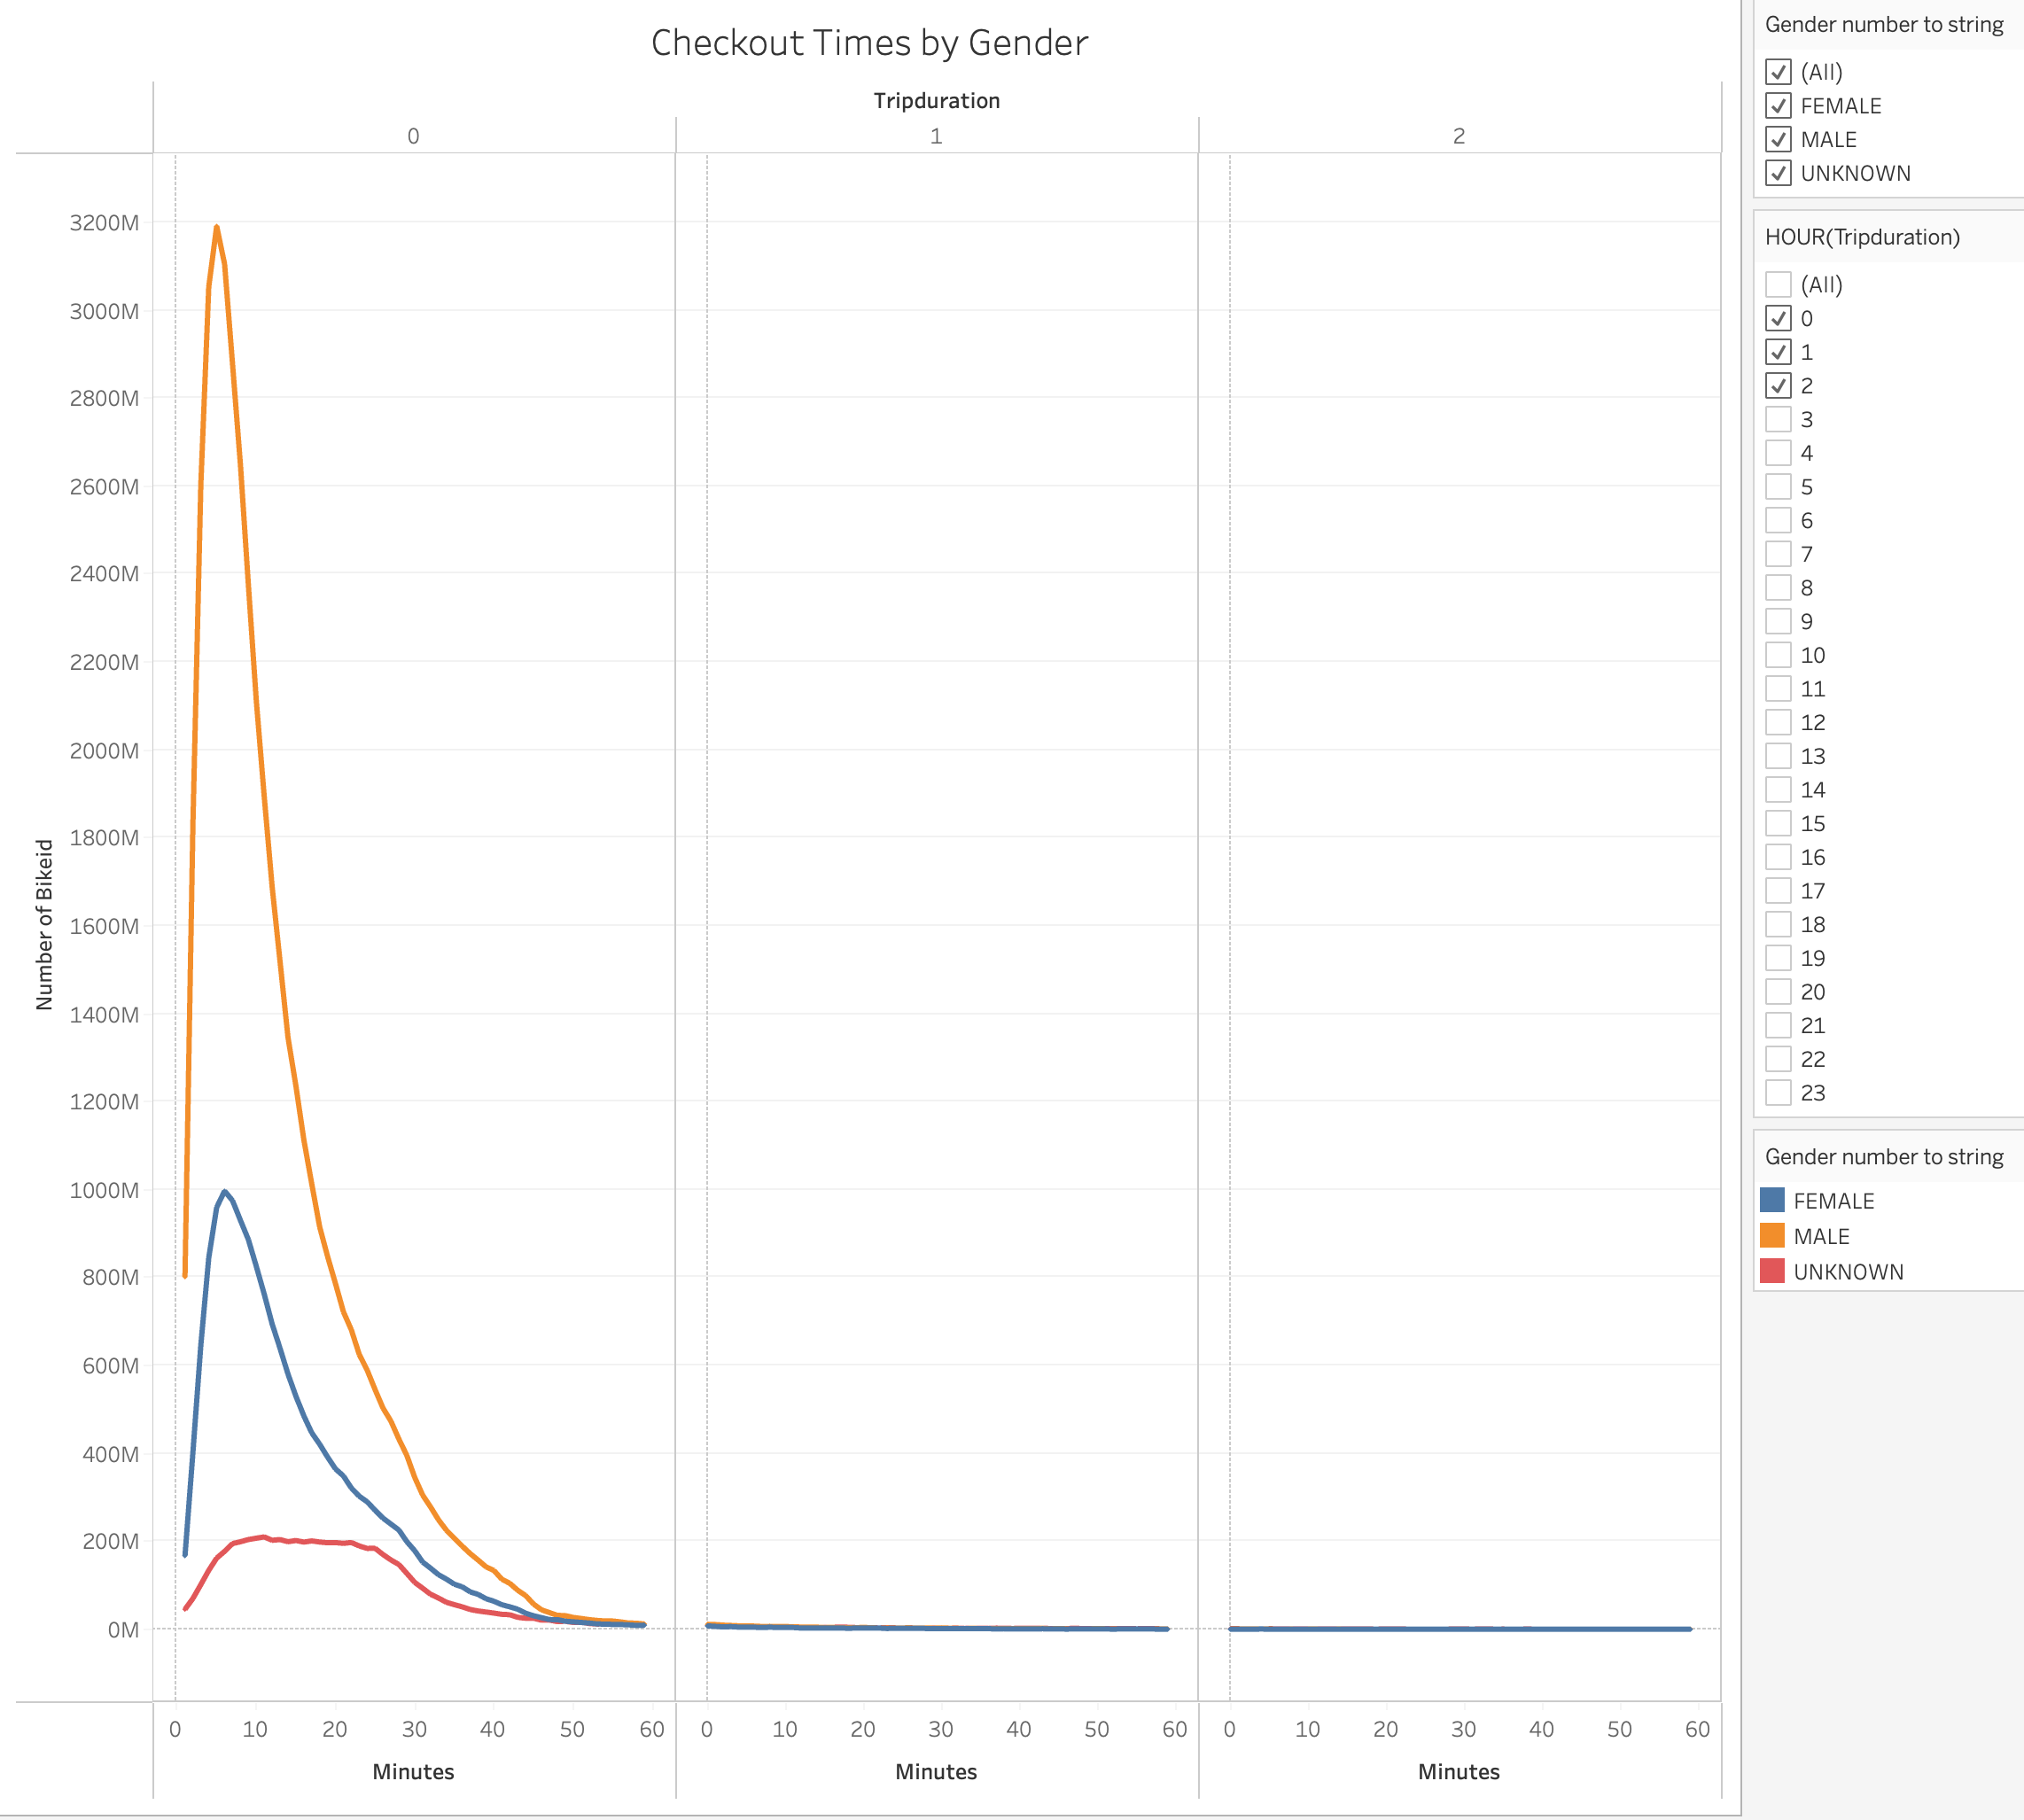 Checkout Times by Gender
Tripduration
0 1 2
3200M
3000M
2800M
2600M
2400M
2200M
2000M
1800M
1600M
1400M
1200M
1000M
800M
600M
400M
200M
0M
Number of Bikeid
0 10 20 30 40 50 60 0 10 20 30 40 50 60 0 10 20 30 40 50 60
Minutes Minutes Minutes
Gender number to string
(All)
FEMALE
MALE
UNKNOWN
HOUR(Tripduration)
(All)
0
1
2
3
4
5
6
7
8
9
10
11
12
13
14
15
16
17
18
19
20
21
22
23
Gender number to string
FEMALE
MALE
UNKNOWN